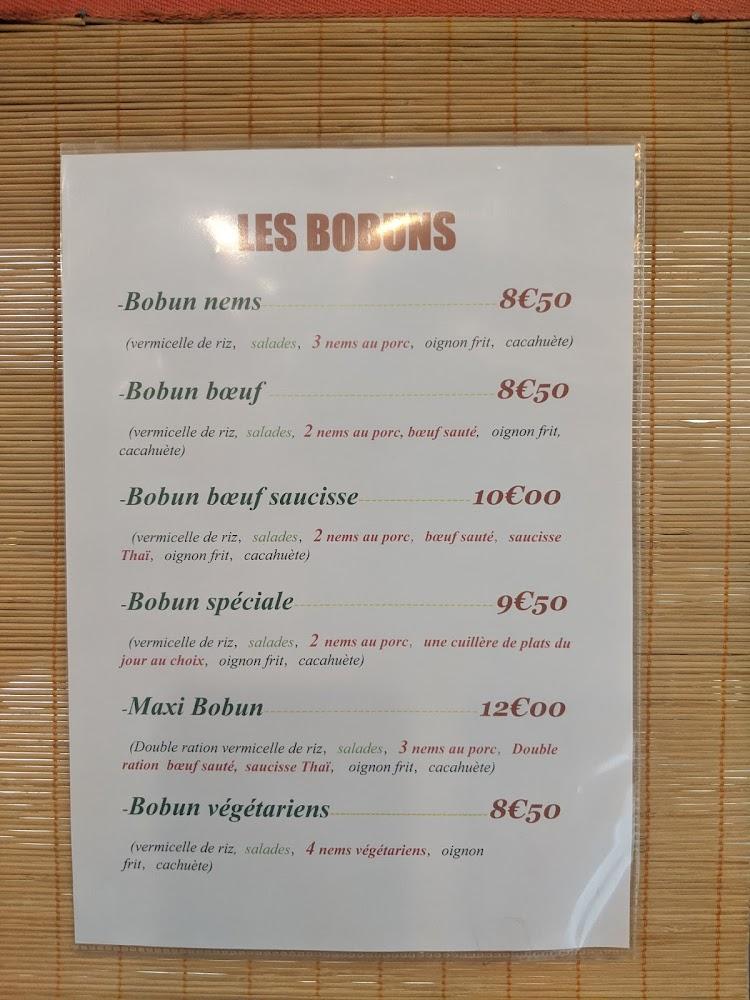 LES BOBUNS
-Bobun nems 8€50
(vermicelle de riz, salades, 3 nems au porc, oignon frit, cacahuète)
-Bobun bœuf 8€50
(vermicelle de riz, salades, 2 nems au porc, bœuf sauté, oignon frit,
cacahuète)
-Bobun bœuf saucisse 10€00
(vermicelle de riz, salades, 2 nems au porc, bœuf sauté, saucisse
Thaï, oignon frit, cacahuète)
-Bobun spéciale 9€50
(vermicelle de riz, salades, 2 nems au porc, une cuillère de plats du
jour au choix, oignon frit, cacahuète)
-Maxi Bobun 12€00
(Double ration vermicelle de riz, salades, 3 nems au porc, Double
ration bœuf sauté, saucisse Thaï, oignon frit, cacahuète)
-Bobun végétariens 8€50
(vermicelle de riz, salades, 4 nems végétariens, oignon
frit, cachuète)